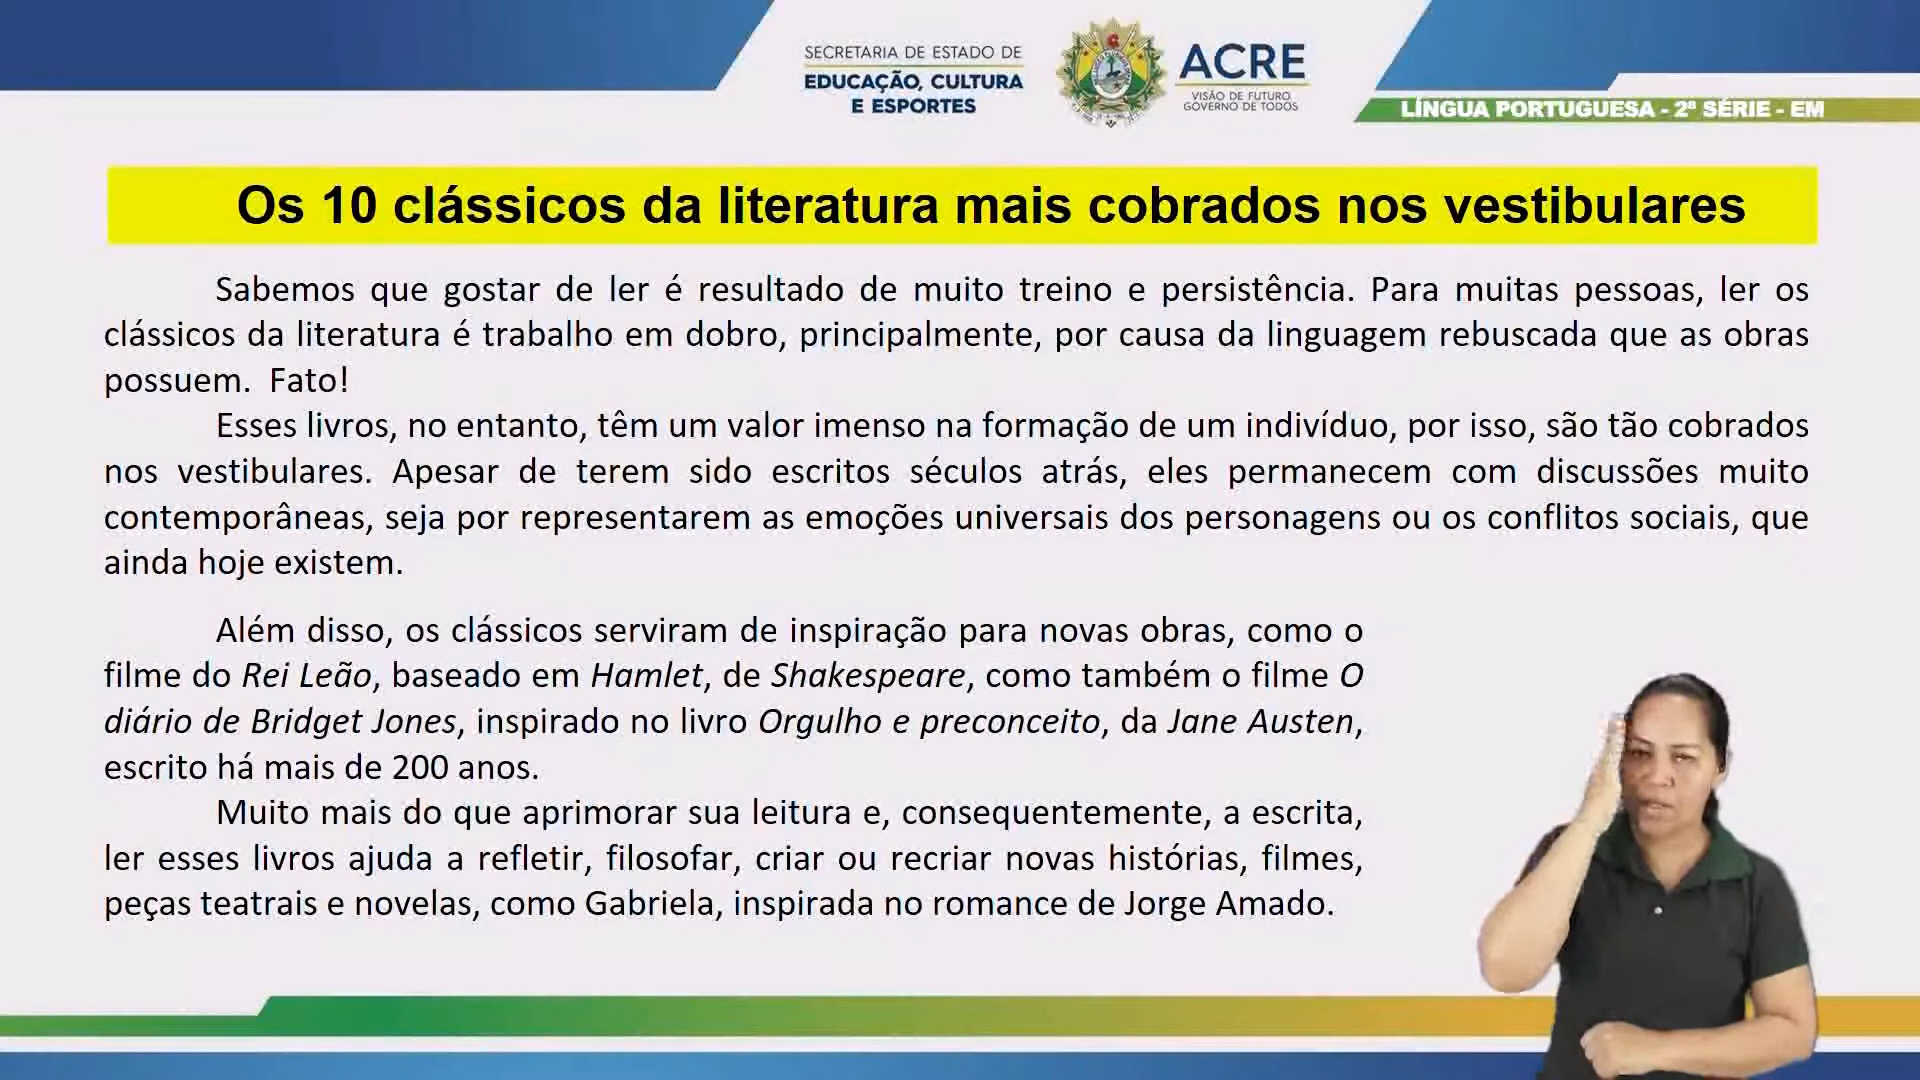 SECRETARIA DE ESTADO DE
EDUCAÇÃO, CULTURA
E ESPORTES
ACRE
VISÃO DE FUTURO
GOVERNO DE TODOS
LÍNGUA PORTUGUESA - 2ª SÉRIE - EM
Os 10 clássicos da literatura mais cobrados nos vestibulares
Sabemos que gostar de ler é resultado de muito treino e persistência. Para muitas pessoas, ler os
clássicos da literatura é trabalho em dobro, principalmente, por causa da linguagem rebuscada que as obras
possuem. Fato!
Esses livros, no entanto, têm um valor imenso na formação de um indivíduo, por isso, são tão cobrados
nos vestibulares. Apesar de terem sido escritos séculos atrás, eles permanecem com discussões muito
contemporâneas, seja por representarem as emoções universais dos personagens ou os conflitos sociais, que
ainda hoje existem.
Além disso, os clássicos serviram de inspiração para novas obras, como o
filme do Rei Leão, baseado em Hamlet, de Shakespeare, como também o filme O
diário de Bridget Jones, inspirado no livro Orgulho e preconceito, da Jane Austen,
escrito há mais de 200 anos.
Muito mais do que aprimorar sua leitura e, consequentemente, a escrita,
ler esses livros ajuda a refletir, filosofar, criar ou recriar novas histórias, filmes,
peças teatrais e novelas, como Gabriela, inspirada no romance de Jorge Amado.